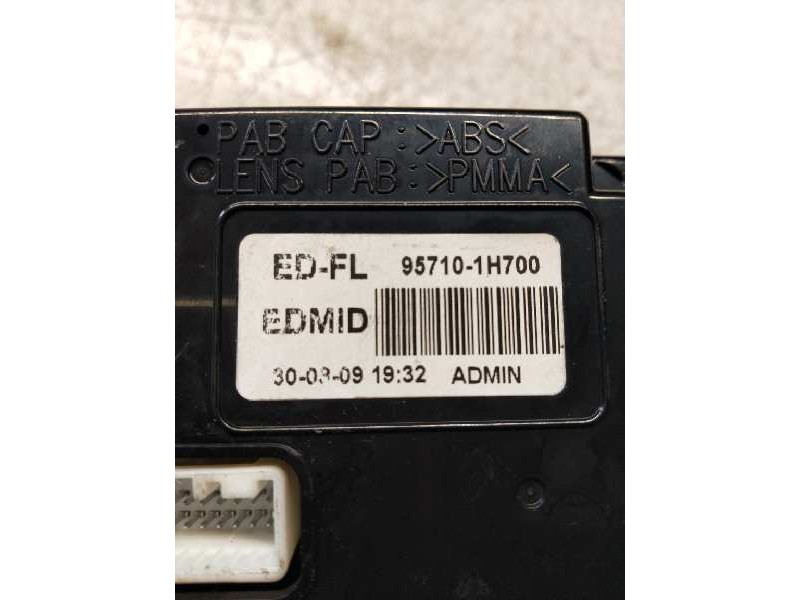 PAB CAP : >ABS<
LENS PAB : >PMMA<
ED-FL 95710-1H700
EDMID
30-03-09 19:32 ADMIN